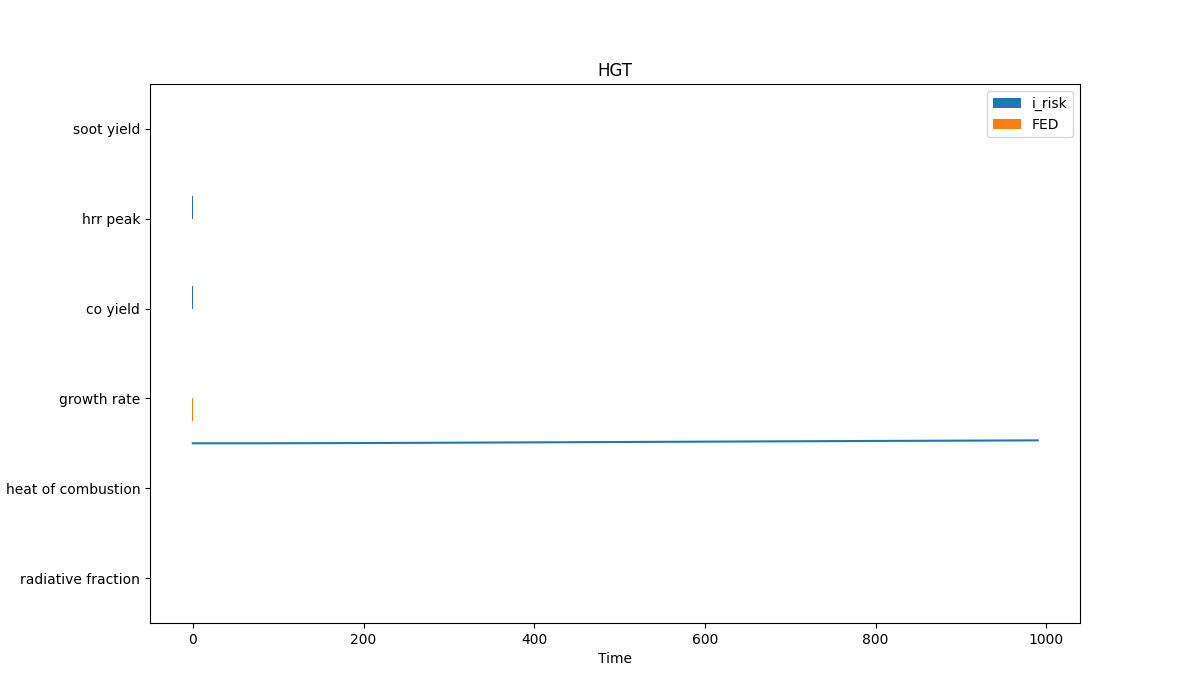 HGT
i_risk
FED
soot yield
hrr peak
co yield
growth rate
heat of combustion
radiative fraction
0 200 400 600 800 1000
Time